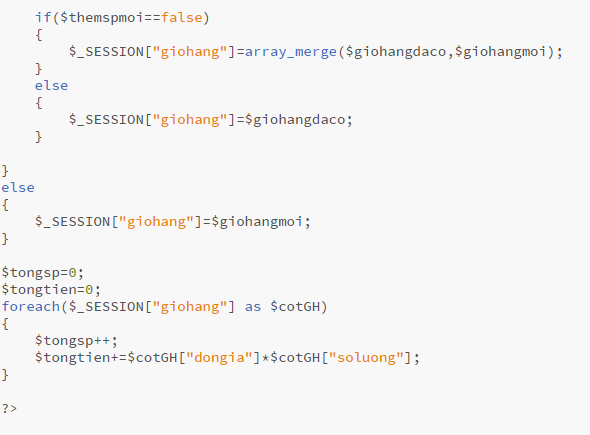 if($themspmoi==false)
{
$_SESSION["giohang"]=array_merge($giohangdaco,$giohangmoi);
}
else
{
$_SESSION["giohang"]=$giohangdaco;
}
}
else
{
$_SESSION["giohang"]=$giohangmoi;
}
$tongsp=0;
$tongtien=0;
foreach($_SESSION["giohang"] as $cotGH)
{
$tongsp++;
$tongtien+=$cotGH["dongia"]*$cotGH["soluong"];
}
?>